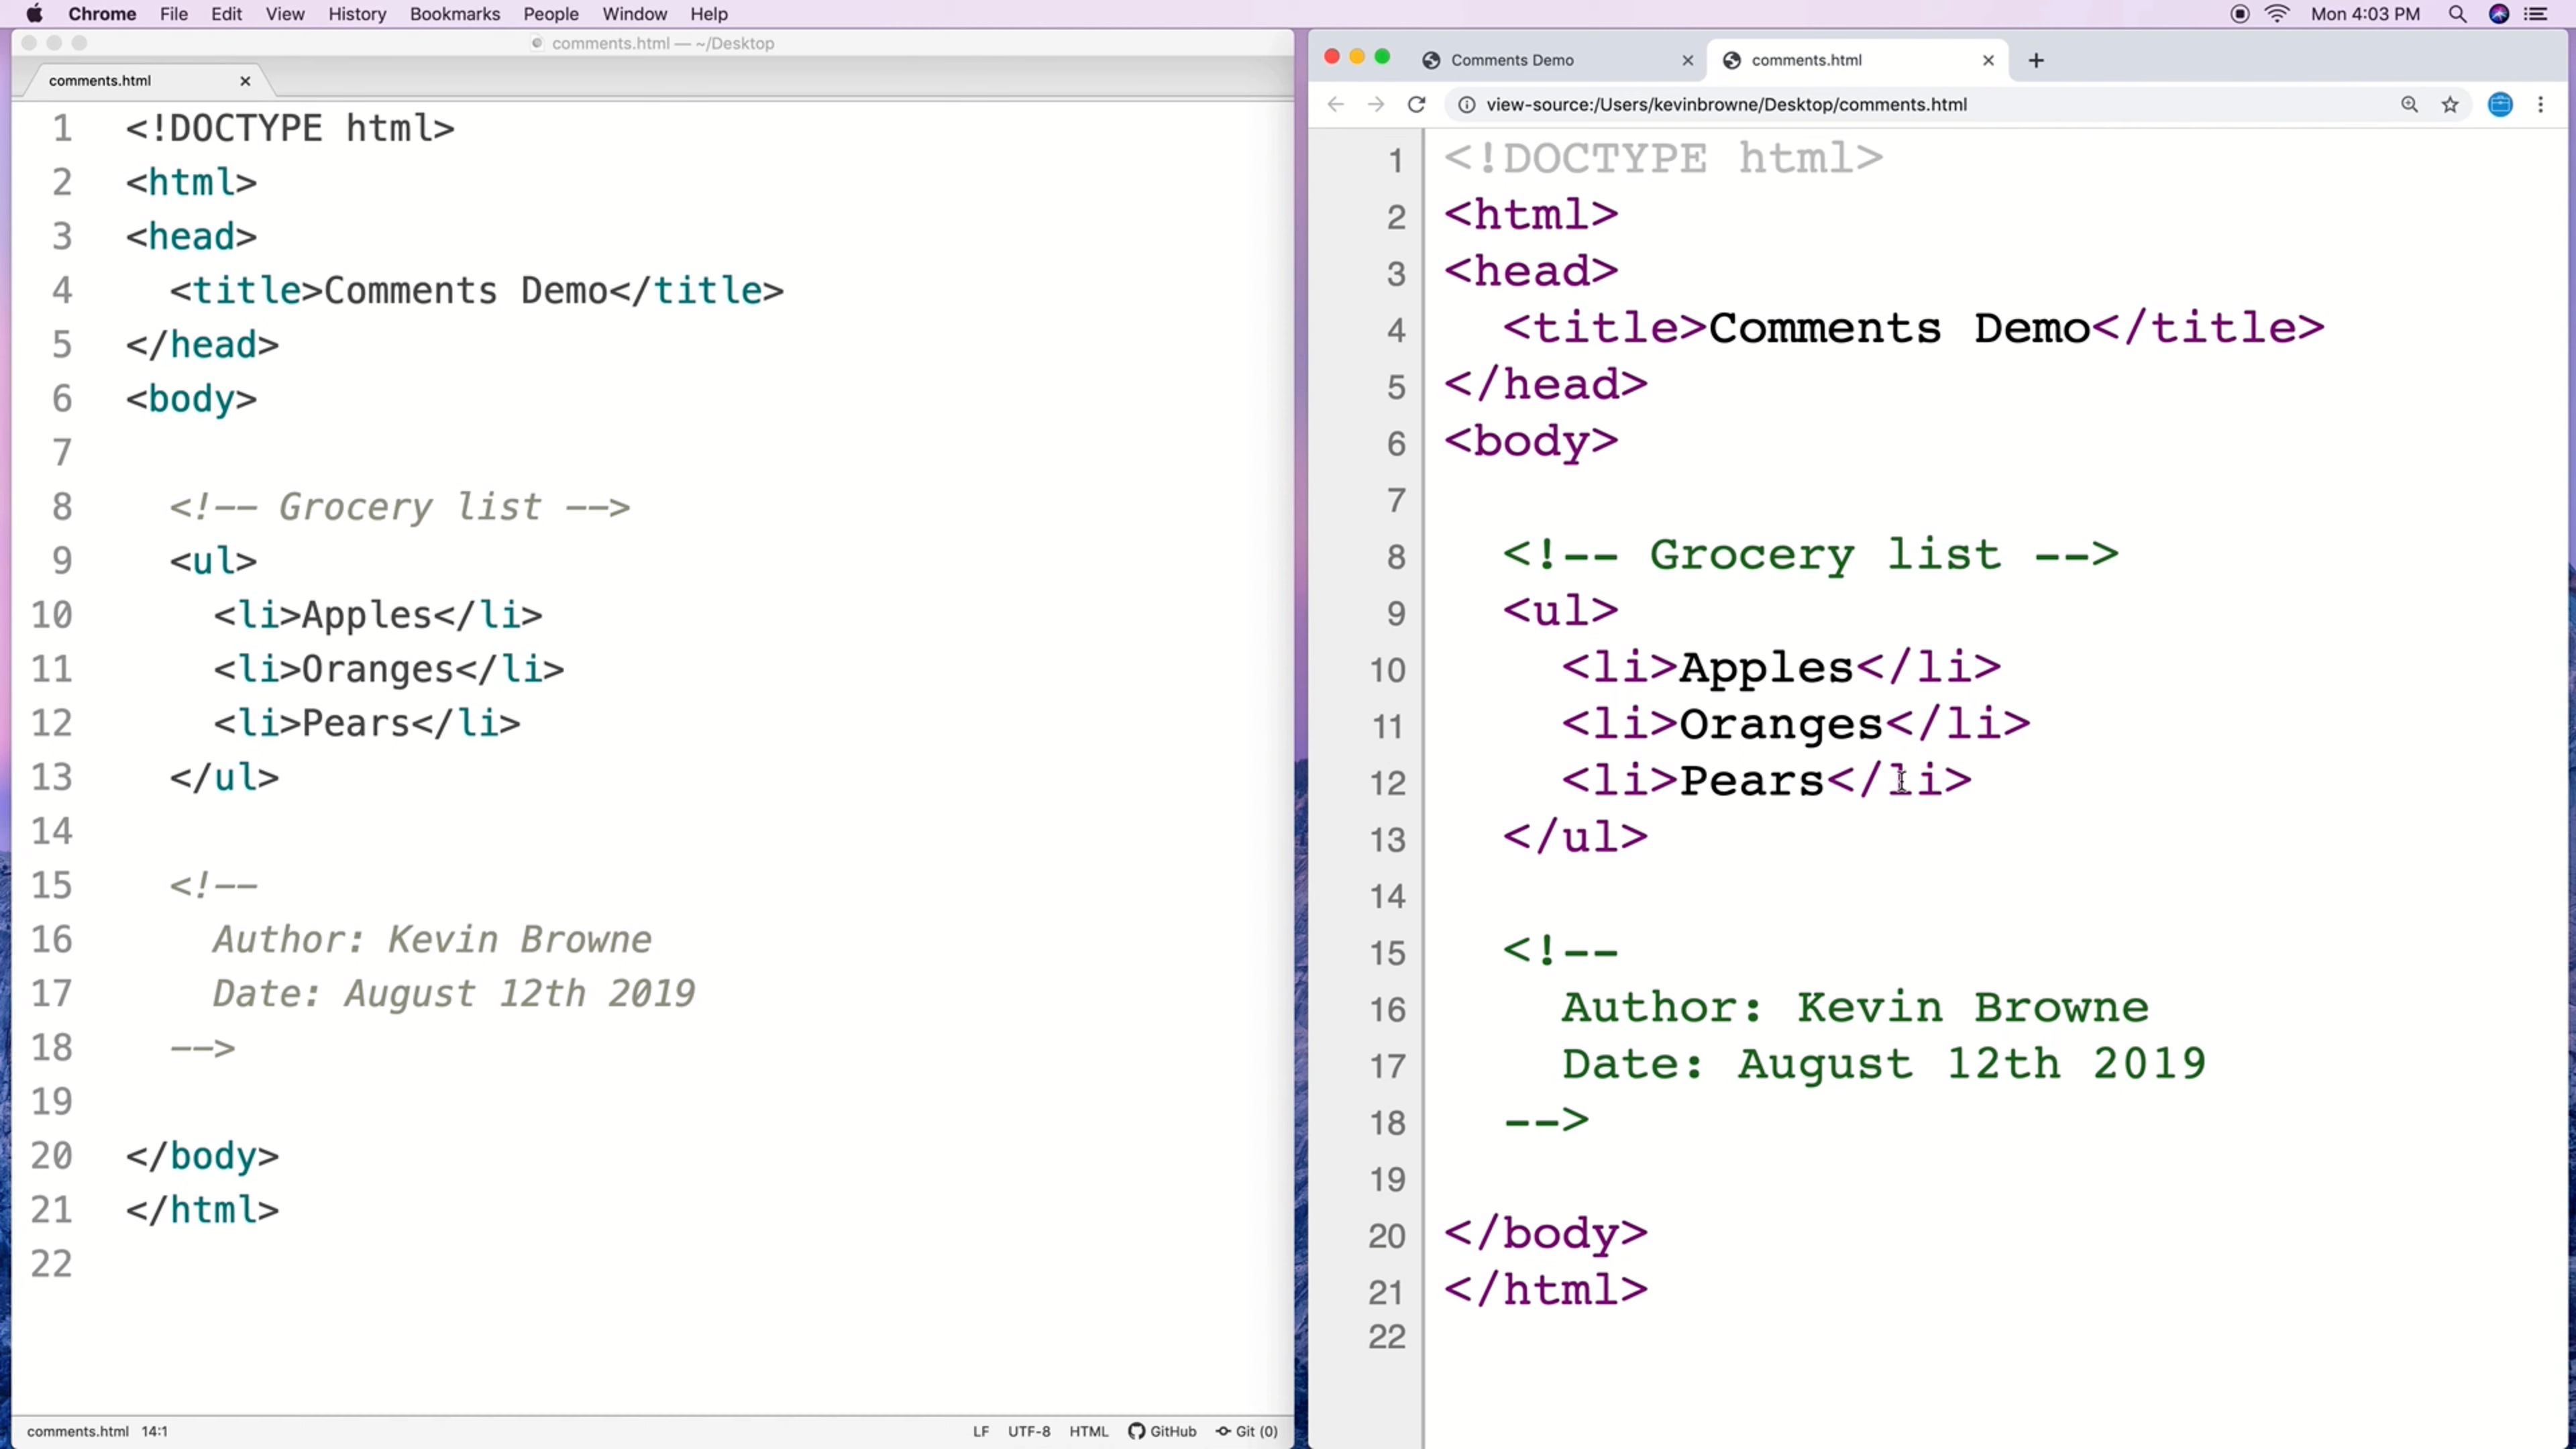 Chrome File Edit View History Bookmarks People Window Help Mon 4:03 PM
comments.html — ~/Desktop
comments.html
1 <!DOCTYPE html>
2 <html>
3 <head>
4 <title>Comments Demo</title>
5 </head>
6 <body>
7
8 <!-- Grocery list -->
9 <ul>
10 <li>Apples</li>
11 <li>Oranges</li>
12 <li>Pears</li>
13 </ul>
14
15 <!--
16 Author: Kevin Browne
17 Date: August 12th 2019
18 -->
19
20 </body>
21 </html>
22
comments.html 14:1 LF UTF-8 HTML GitHub Git (0)
Comments Demo comments.html
view-source:/Users/kevinbrowne/Desktop/comments.html
1 <!DOCTYPE html>
2 <html>
3 <head>
4 <title>Comments Demo</title>
5 </head>
6 <body>
7
8 <!-- Grocery list -->
9 <ul>
10 <li>Apples</li>
11 <li>Oranges</li>
12 <li>Pears</li>
13 </ul>
14
15 <!--
16 Author: Kevin Browne
17 Date: August 12th 2019
18 -->
19
20 </body>
21 </html>
22